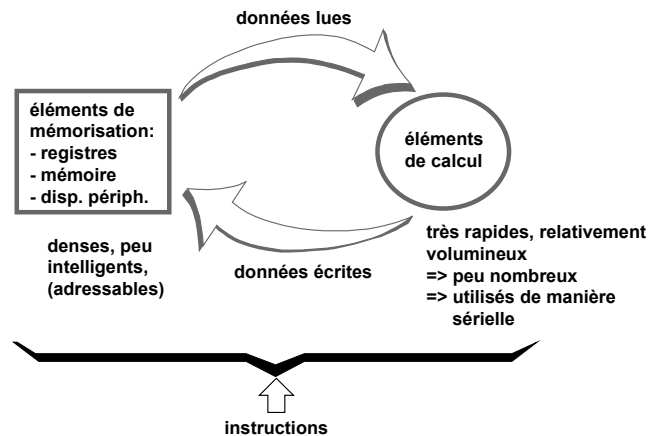 données lues
éléments de
mémorisation:
- registres
- mémoire
- disp. périph.
éléments
de calcul
denses, peu
intelligents,
(adressables)
données écrites
très rapides, relativement
volumineux
=> peu nombreux
=> utilisés de manière
sérielle
instructions